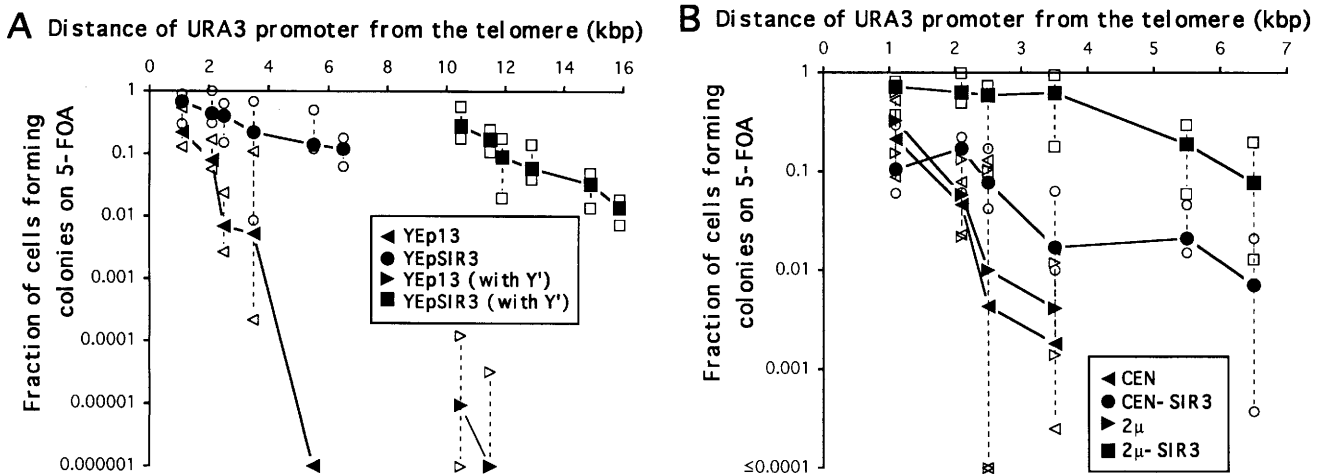 A Distance of URA3 promoter from the telomere (kbp)
0 2 4 6 8 10 12 14 16
Fraction of cells forming
colonies on 5-FOA
1
0.1
0.01
0.001
0.0001
0.00001
0.000001
YEp13
YEpSIR3
YEp13 (with Y')
YEpSIR3 (with Y')
B Distance of URA3 promoter from the telomere (kbp)
0 1 2 3 4 5 6 7
Fraction of cells forming
colonies on 5-FOA
1
0.1
0.01
0.001
≤0.0001
CEN
CEN-SIR3
2μ
2μ-SIR3